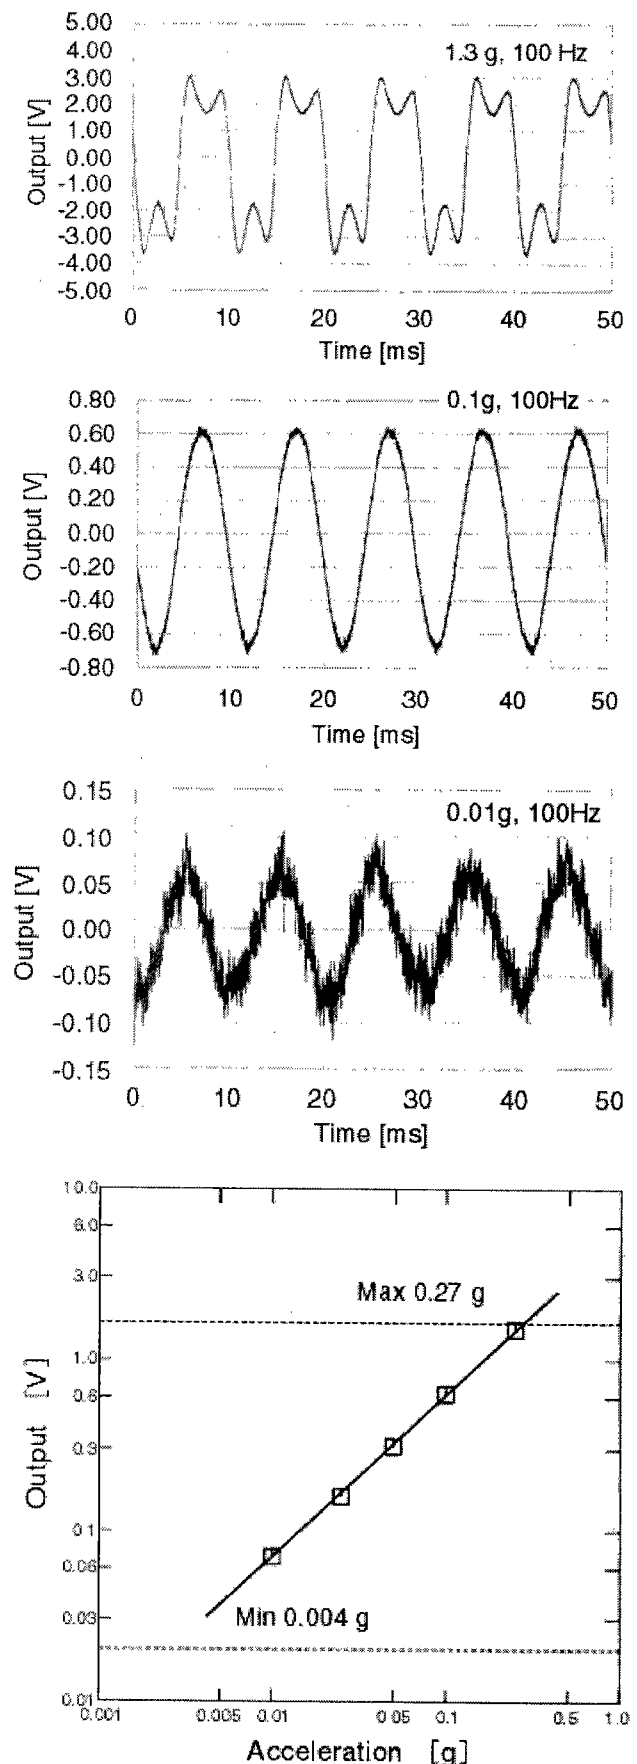 5.00
1.3 g, 100 Hz
4.00
3.00
2.00
1.00
0.00
-1.00
-2.00
-3.00
-4.00
-5.00
Output [V]
0 10 20 30 40 50
Time [ms]
0.80
0.1g, 100Hz
0.60
0.40
0.20
0.00
-0.20
-0.40
-0.60
-0.80
Output [V]
0 10 20 30 40 50
Time [ms]
0.15
0.01g, 100Hz
0.10
0.05
0.00
-0.05
-0.10
-0.15
Output [V]
0 10 20 30 40 50
Time [ms]
10.0
6.0
3.0
Max 0.27 g
1.0
0.6
0.3
0.1
0.06
0.03
Min 0.004 g
0.01
Output [V]
0.001 0.005 0.01 0.05 0.1 0.5 1.0
Acceleration [g]